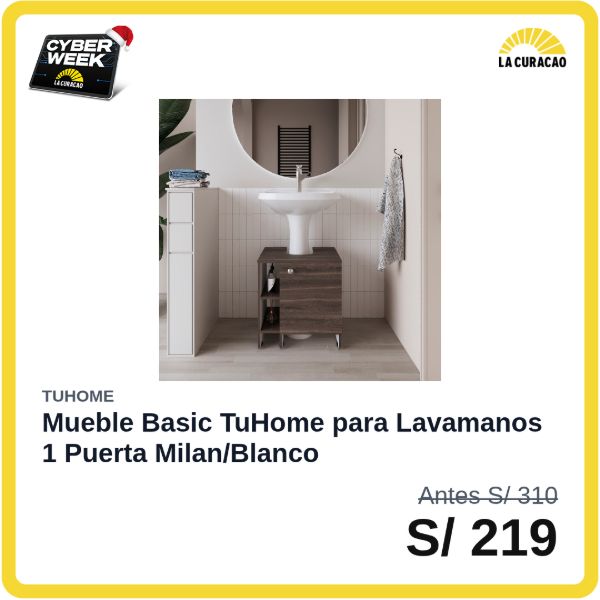 CYBER
WEEK
LA CURACAO
LA CURACAO
TUHOME
Mueble Basic TuHome para Lavamanos
1 Puerta Milan/Blanco
Antes S/ 310
S/ 219